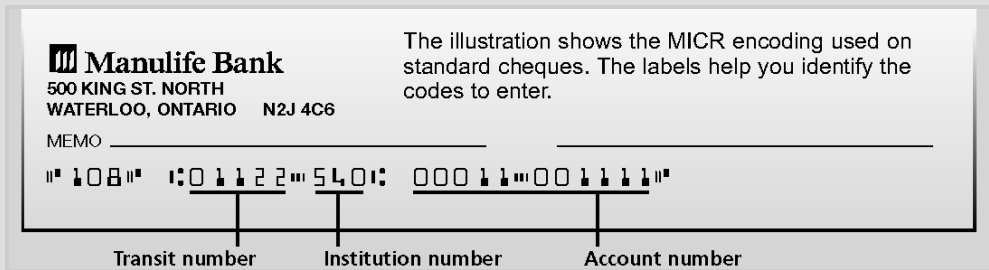 Manulife Bank
500 KING ST. NORTH
WATERLOO, ONTARIO N2J 4C6
The illustration shows the MICR encoding used on
standard cheques. The labels help you identify the
codes to enter.
MEMO
⑈108⑈ ⑆01122⑉540⑆ 00011⑉001111⑈
Transit number Institution number Account number